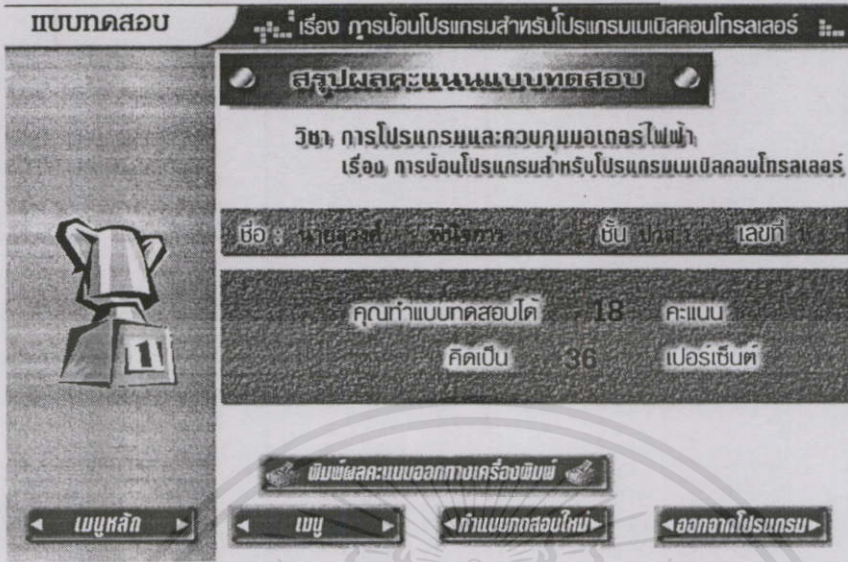 แบบทดสอบ
เรื่อง การป้อนโปรแกรมสำหรับโปรแกรมเมเบิลคอนโทรลเลอร์
สรุปผลคะแนนแบบทดสอบ
วิชา การโปรแกรมและควบคุมมอเตอร์ไฟฟ้า
เรื่อง การป้อนโปรแกรมสำหรับโปรแกรมเมเบิลคอนโทรลเลอร์
ชื่อ : ชั้น เลขที่ 1
คุณทำแบบทดสอบได้ 18 คะแนน
คิดเป็น 36 เปอร์เซ็นต์
1
พิมพ์ผลคะแนนออกทางเครื่องพิมพ์
เมนูหลัก
เมนู
ทำแบบทดสอบใหม่
ออกจากโปรแกรม